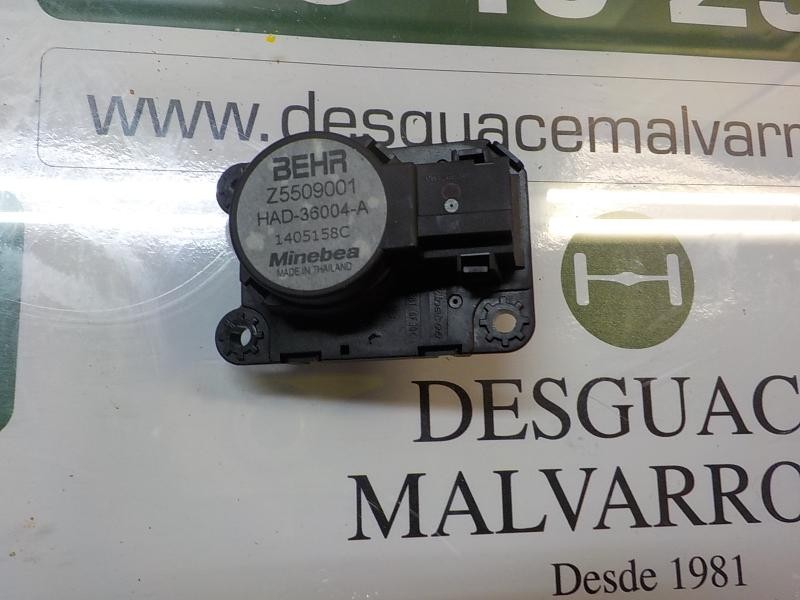 www.desguacemalvarr
BEHR
Z5509001
HAD-36004-A
1405158C
Minebea
MADE IN THAILAND
DESGUAC
MALVARRO
Desde 1981